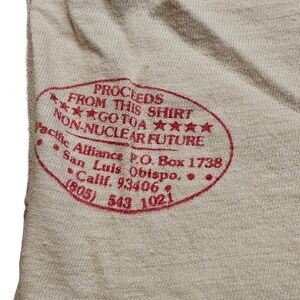 PROCEEDS
FROM THIS SHIRT
★★★★ GO TO A ★★★★
NON-NUCLEAR FUTURE
Pacific Alliance P.O. Box 1738
• San Luis Obispo, •
• Calif. 93406 •
(805) 543 1021